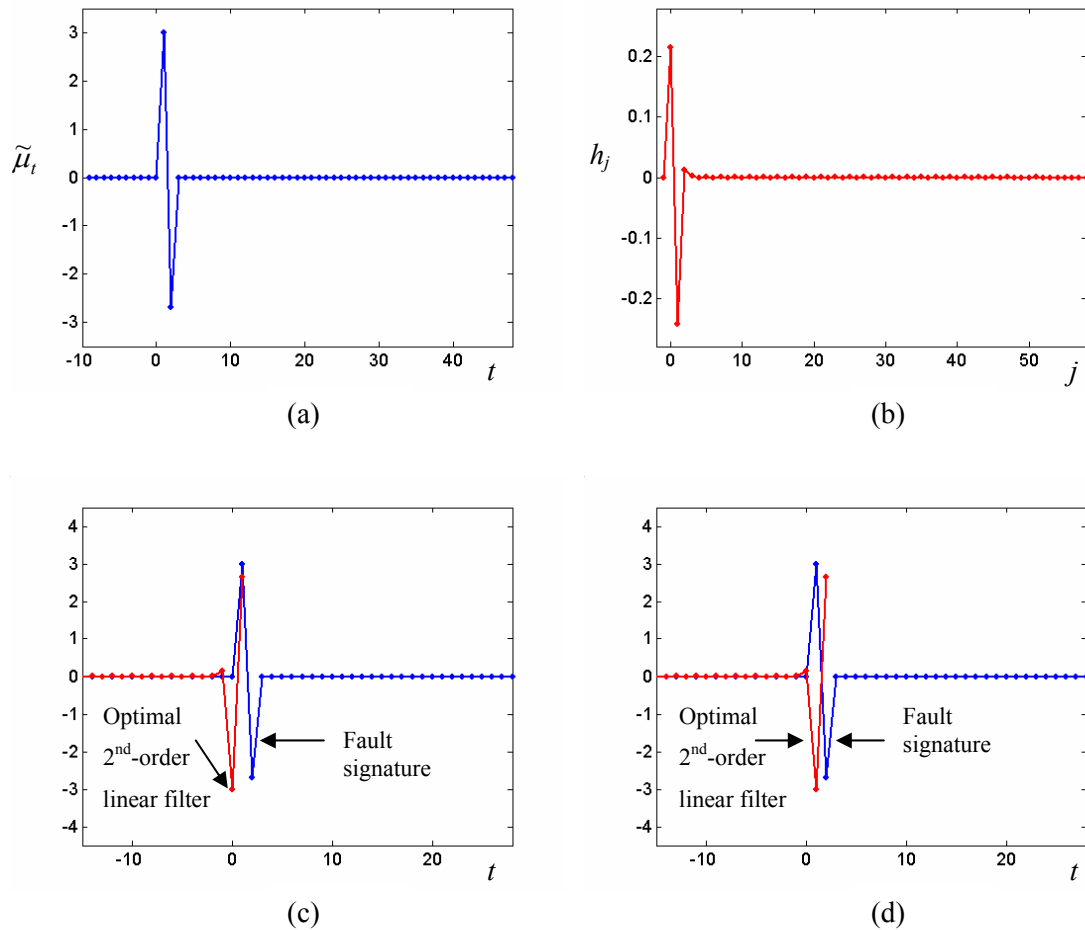 3
2
1
0
-1
-2
-3
μ̃t
-10 0 10 20 30 40
t
(a)
0.2
0.1
0
-0.1
-0.2
hj
0 10 20 30 40 50
j
(b)
4
3
2
1
0
-1
-2
-3
-4
Optimal
2nd-order
linear filter
Fault
signature
-10 0 10 20
t
(c)
4
3
2
1
0
-1
-2
-3
-4
Optimal
2nd-order
linear filter
Fault
signature
-10 0 10 20
t
(d)